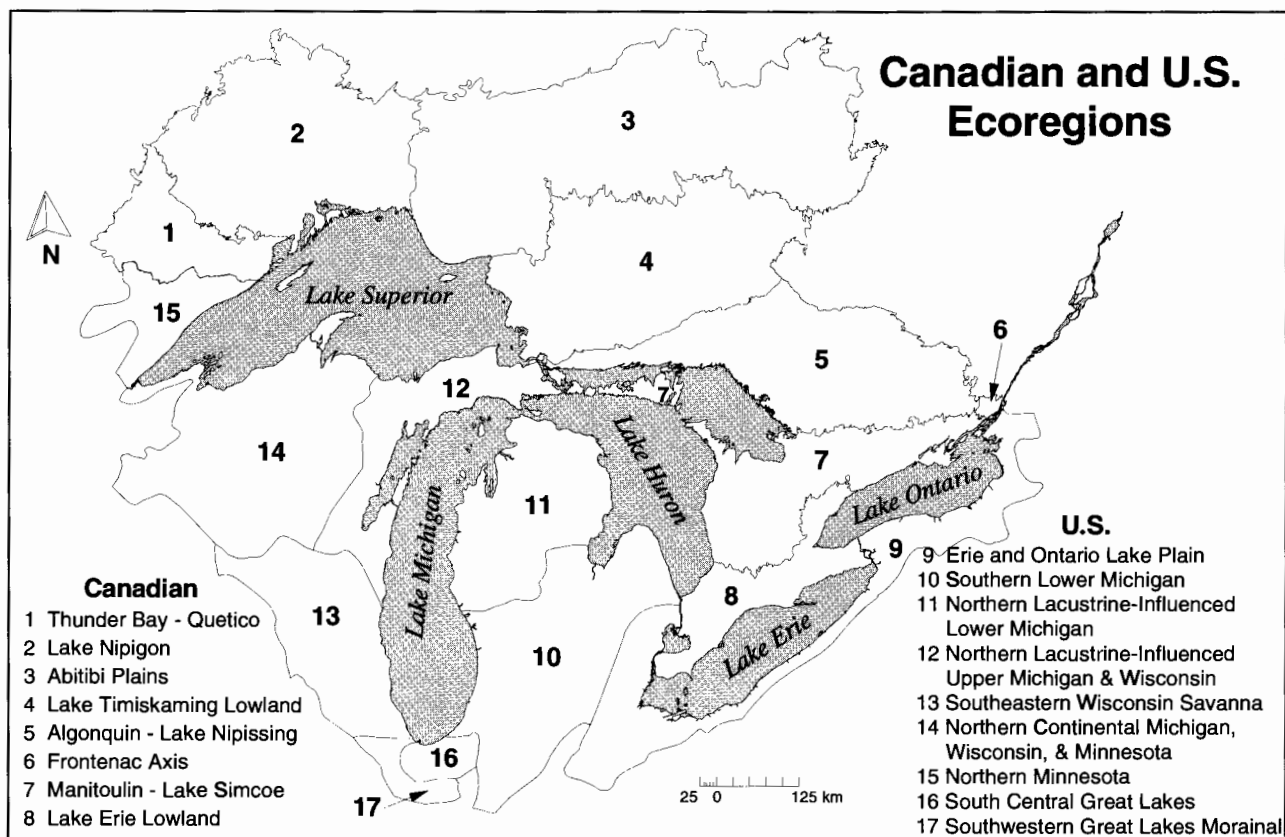 Canadian and U.S.
Ecoregions
2
3
N
1
4
Lake Superior
15
6
5
12
7
14
Lake Huron
7
11
Lake Ontario
Lake Michigan
9
8
13
Lake Erie
10
16
17
25 0 125 km
Canadian
1 Thunder Bay - Quetico
2 Lake Nipigon
3 Abitibi Plains
4 Lake Timiskaming Lowland
5 Algonquin - Lake Nipissing
6 Frontenac Axis
7 Manitoulin - Lake Simcoe
8 Lake Erie Lowland
U.S.
9 Erie and Ontario Lake Plain
10 Southern Lower Michigan
11 Northern Lacustrine-Influenced
Lower Michigan
12 Northern Lacustrine-Influenced
Upper Michigan & Wisconsin
13 Southeastern Wisconsin Savanna
14 Northern Continental Michigan,
Wisconsin, & Minnesota
15 Northern Minnesota
16 South Central Great Lakes
17 Southwestern Great Lakes Morainal